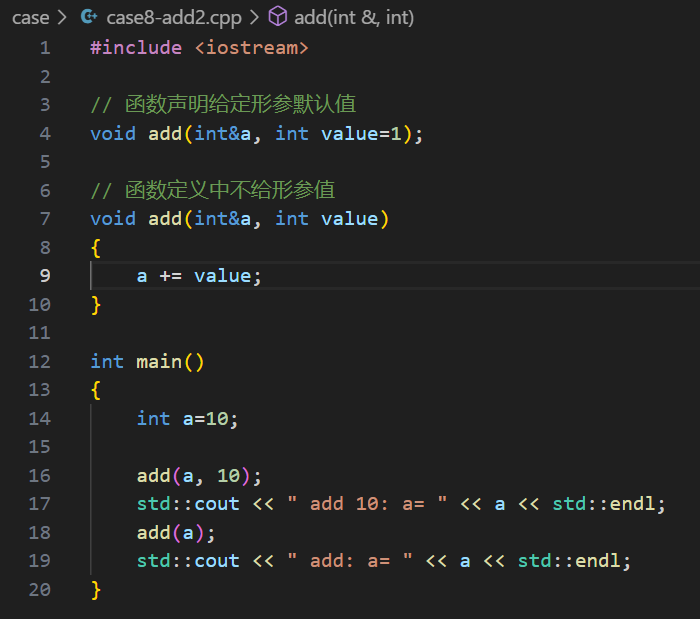 case > case8-add2.cpp > add(int &, int)
1 #include <iostream>
2
3 // 函数声明给定形参默认值
4 void add(int&a, int value=1);
5
6 // 函数定义中不给形参值
7 void add(int&a, int value)
8 {
9     a += value;
10 }
11
12 int main()
13 {
14     int a=10;
15
16     add(a, 10);
17     std::cout << " add 10: a= " << a << std::endl;
18     add(a);
19     std::cout << " add: a= " << a << std::endl;
20 }